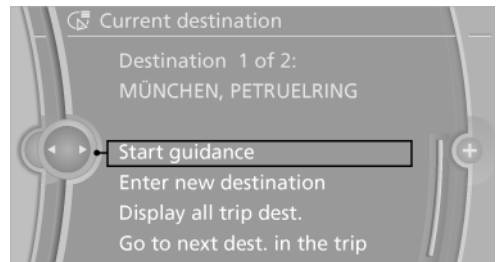 Current destination
Destination 1 of 2:
MÜNCHEN, PETRUELRING
Start guidance
Enter new destination
Display all trip dest.
Go to next dest. in the trip